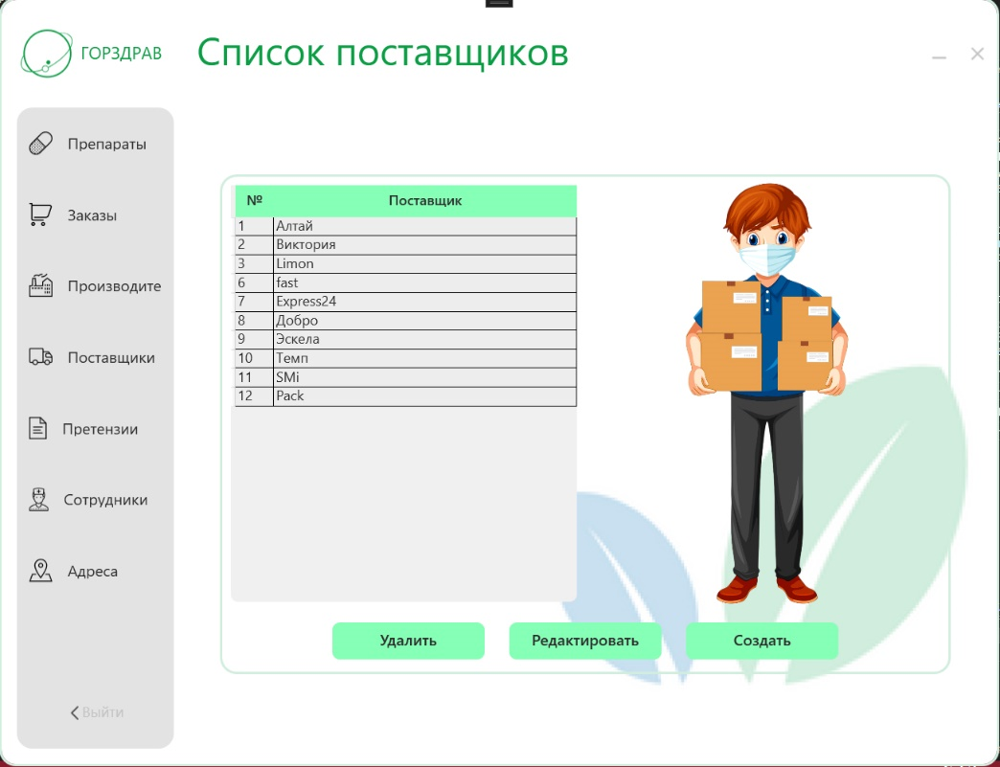 ГОРЗДРАВ
Список поставщиков
Препараты
Заказы
Производите
Поставщики
Претензии
Сотрудники
Адреса
Выйти
№ Поставщик
1 Алтай
2 Виктория
3 Limon
6 fast
7 Express24
8 Добро
9 Эскела
10 Темп
11 SMi
12 Pack
Удалить Редактировать Создать